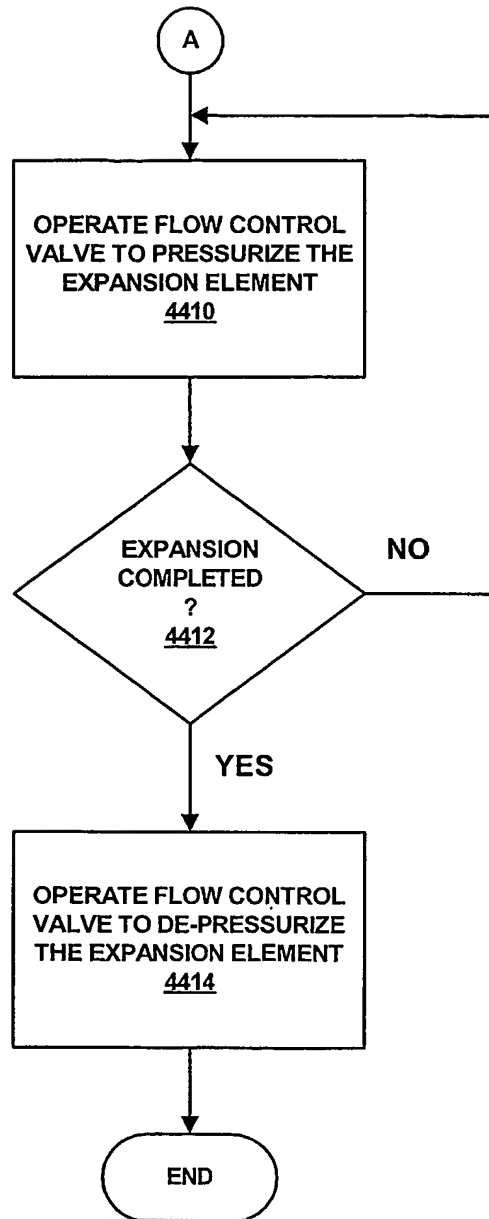 A
OPERATE FLOW CONTROL
VALVE TO PRESSURIZE THE
EXPANSION ELEMENT
4410
EXPANSION
COMPLETED
?
4412
NO
YES
OPERATE FLOW CONTROL
VALVE TO DE-PRESSURIZE
THE EXPANSION ELEMENT
4414
END